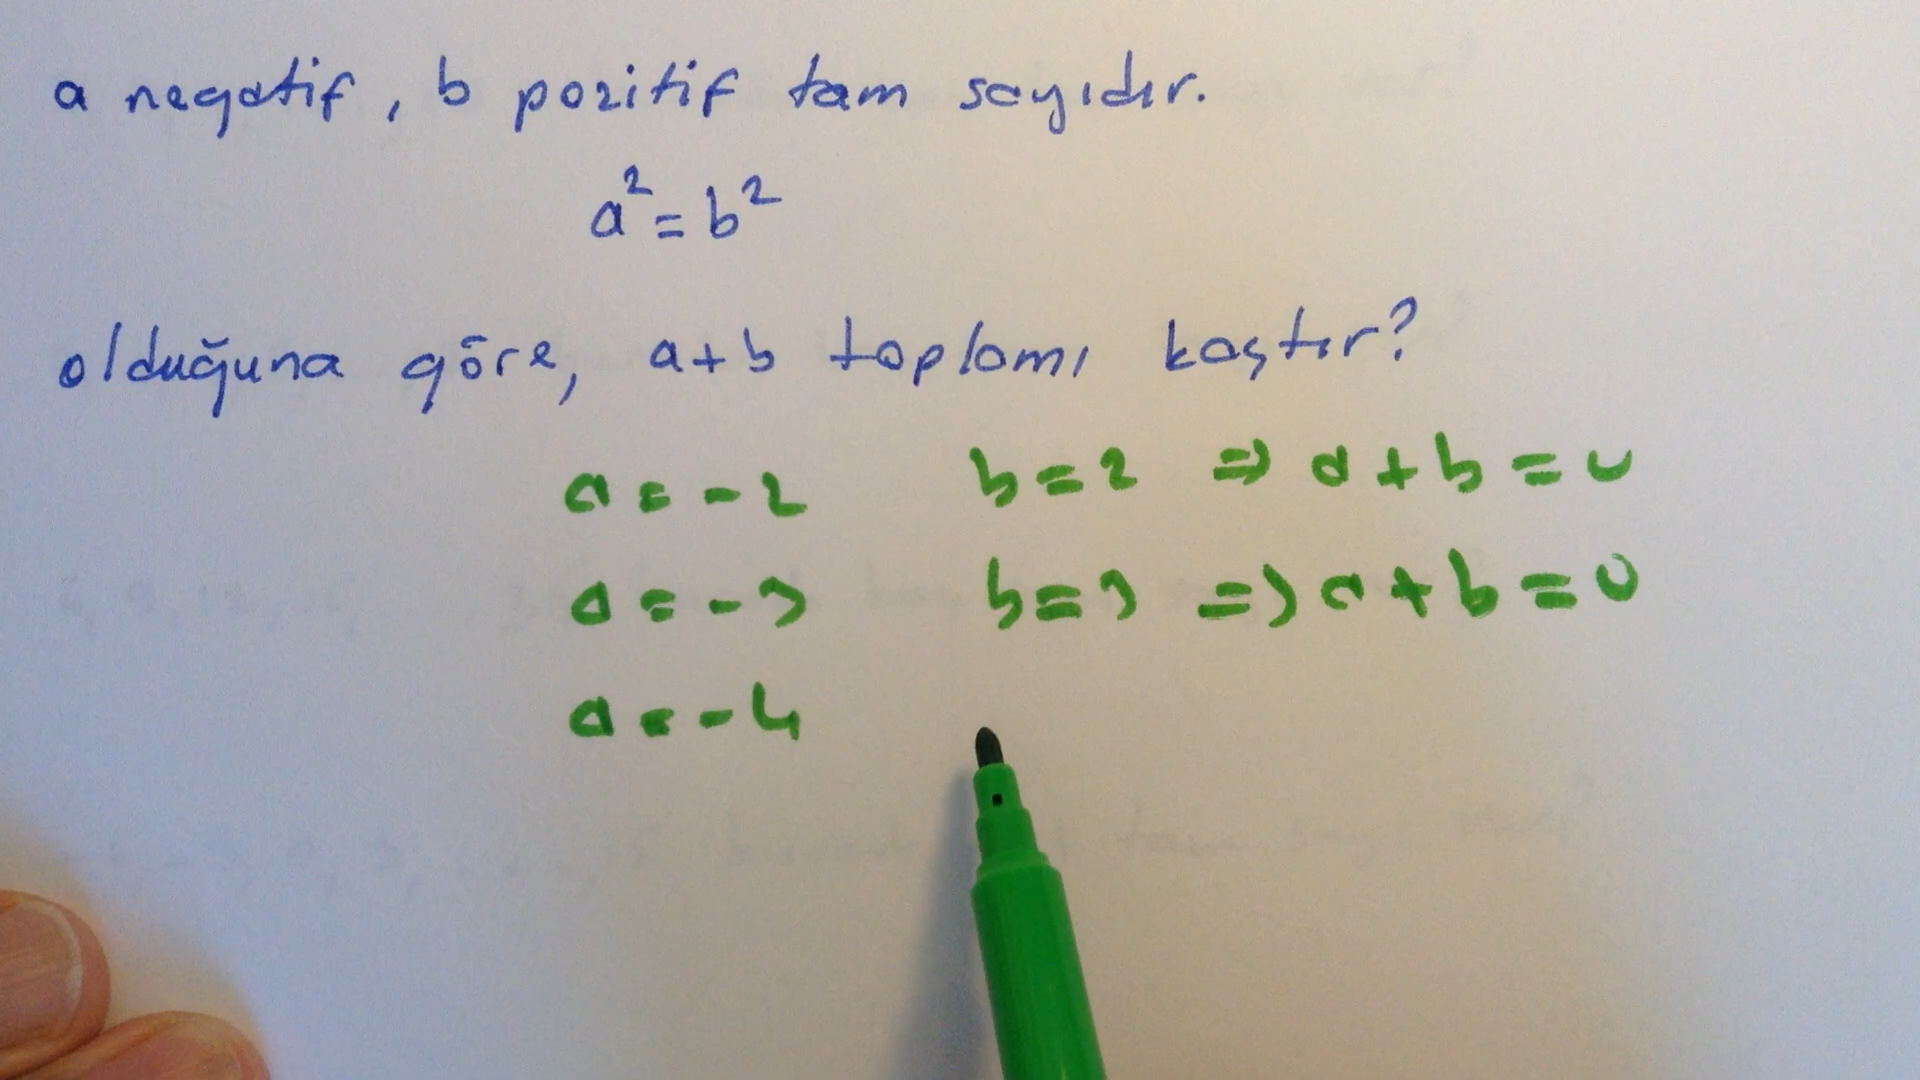 a negatif, b pozitif tam sayıdır.
a² = b²
olduğuna göre, a+b toplamı kaçtır?
a = -2 b = 2 ⇒ a + b = 0
a = -3 b = 3 ⇒ a + b = 0
a = -4